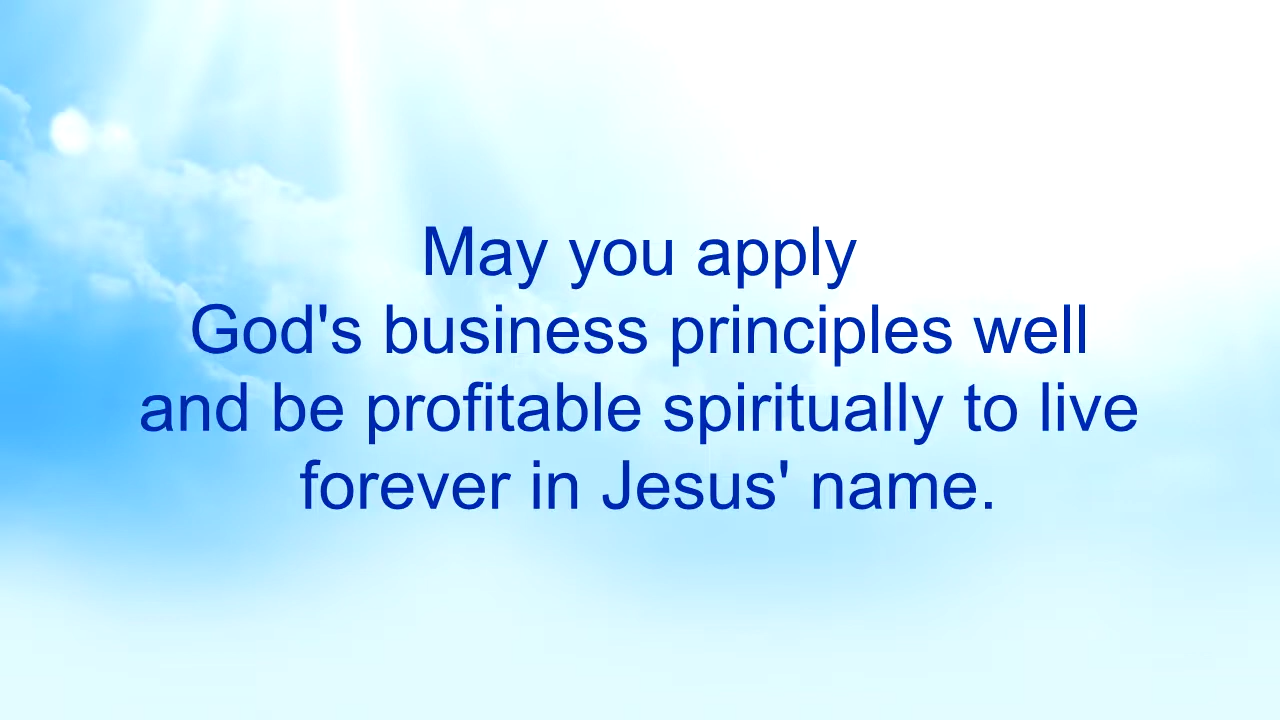 May you apply
God's business principles well
and be profitable spiritually to live
forever in Jesus' name.